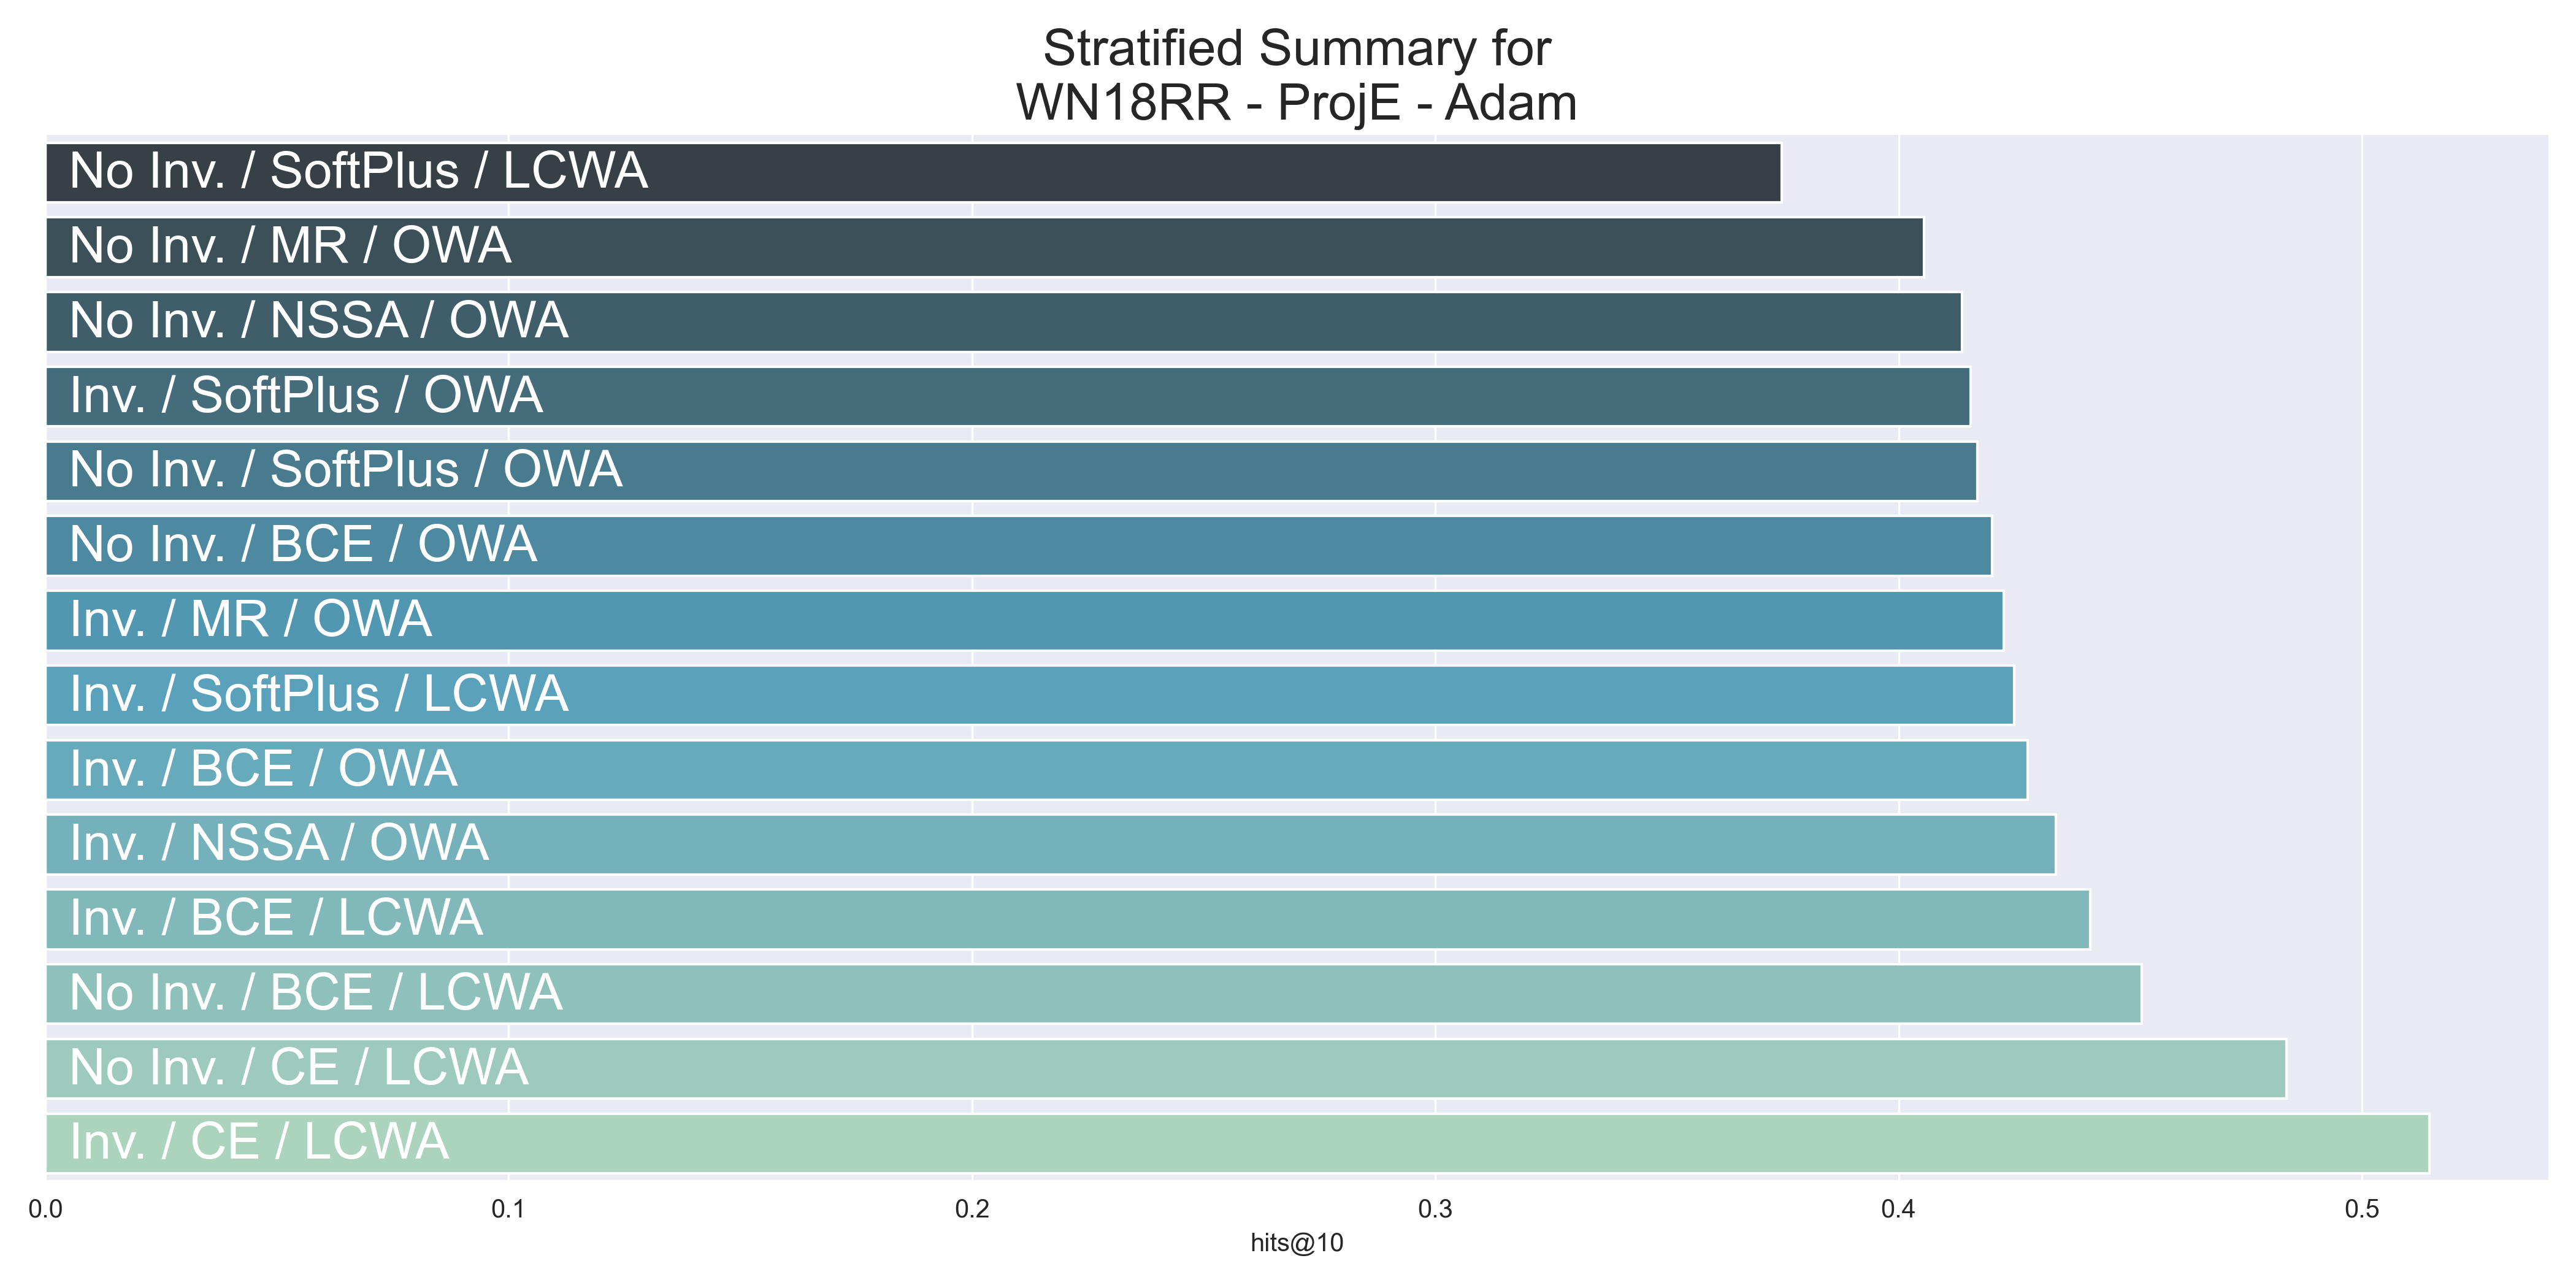 Stratified Summary for
WN18RR - ProjE - Adam
No Inv. / SoftPlus / LCWA
No Inv. / MR / OWA
No Inv. / NSSA / OWA
Inv. / SoftPlus / OWA
No Inv. / SoftPlus / OWA
No Inv. / BCE / OWA
Inv. / MR / OWA
Inv. / SoftPlus / LCWA
Inv. / BCE / OWA
Inv. / NSSA / OWA
Inv. / BCE / LCWA
No Inv. / BCE / LCWA
No Inv. / CE / LCWA
Inv. / CE / LCWA
0.0 0.1 0.2 0.3 0.4 0.5
hits@10